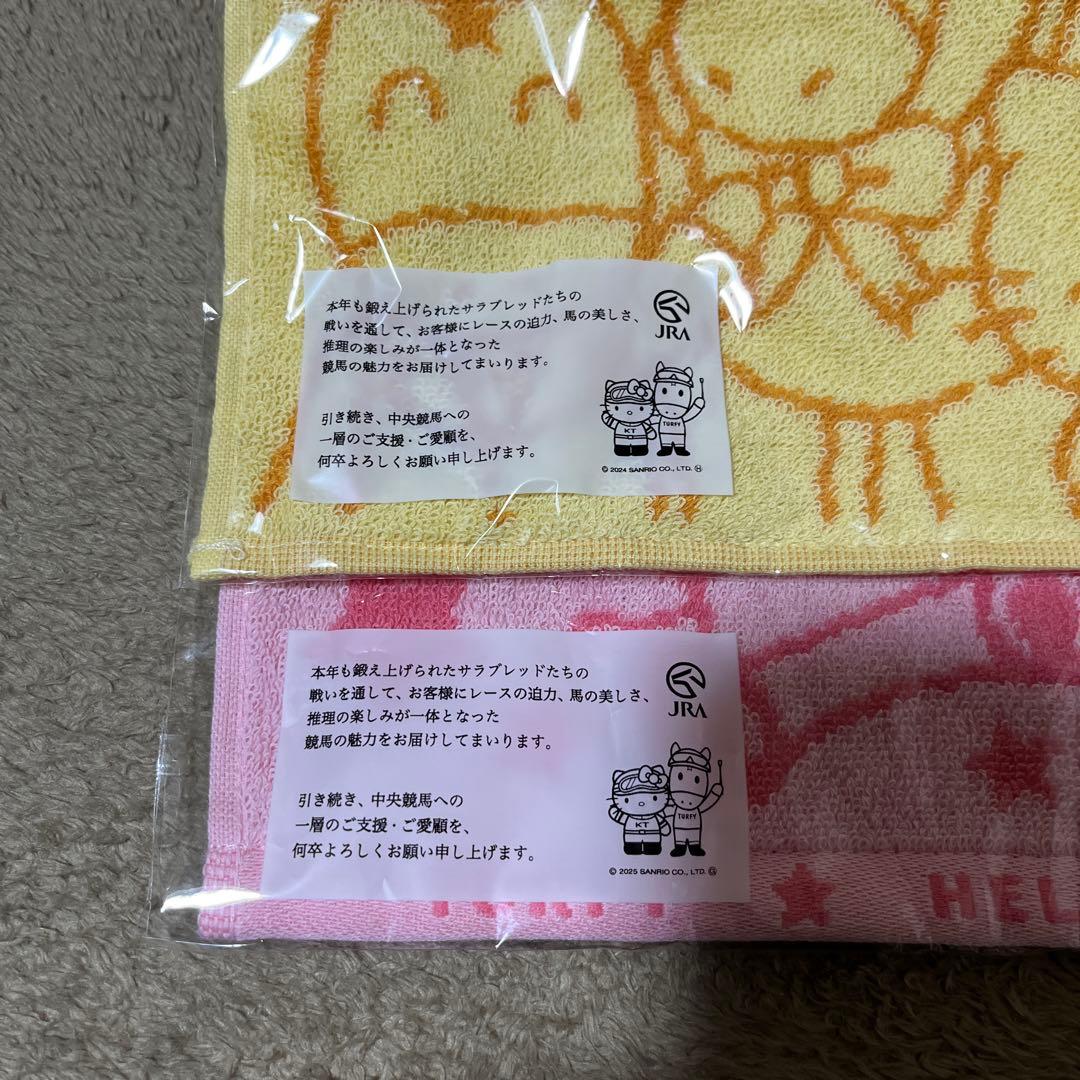 本年も鍛え上げられたサラブレッドたちの
戦いを通して、お客様にレースの迫力、馬の美しさ、
推理の楽しみが一体となった
競馬の魅力をお届けしてまいります。
JRA
引き続き、中央競馬への
一層のご支援・ご愛顧を、
何卒よろしくお願い申し上げます。
KT
TURFY
© 2024 SANRIO CO., LTD. Ⓗ
本年も鍛え上げられたサラブレッドたちの
戦いを通して、お客様にレースの迫力、馬の美しさ、
推理の楽しみが一体となった
競馬の魅力をお届けしてまいります。
JRA
引き続き、中央競馬への
一層のご支援・ご愛顧を、
何卒よろしくお願い申し上げます。
KT
TURFY
© 2025 SANRIO CO., LTD. Ⓖ
★ HEL